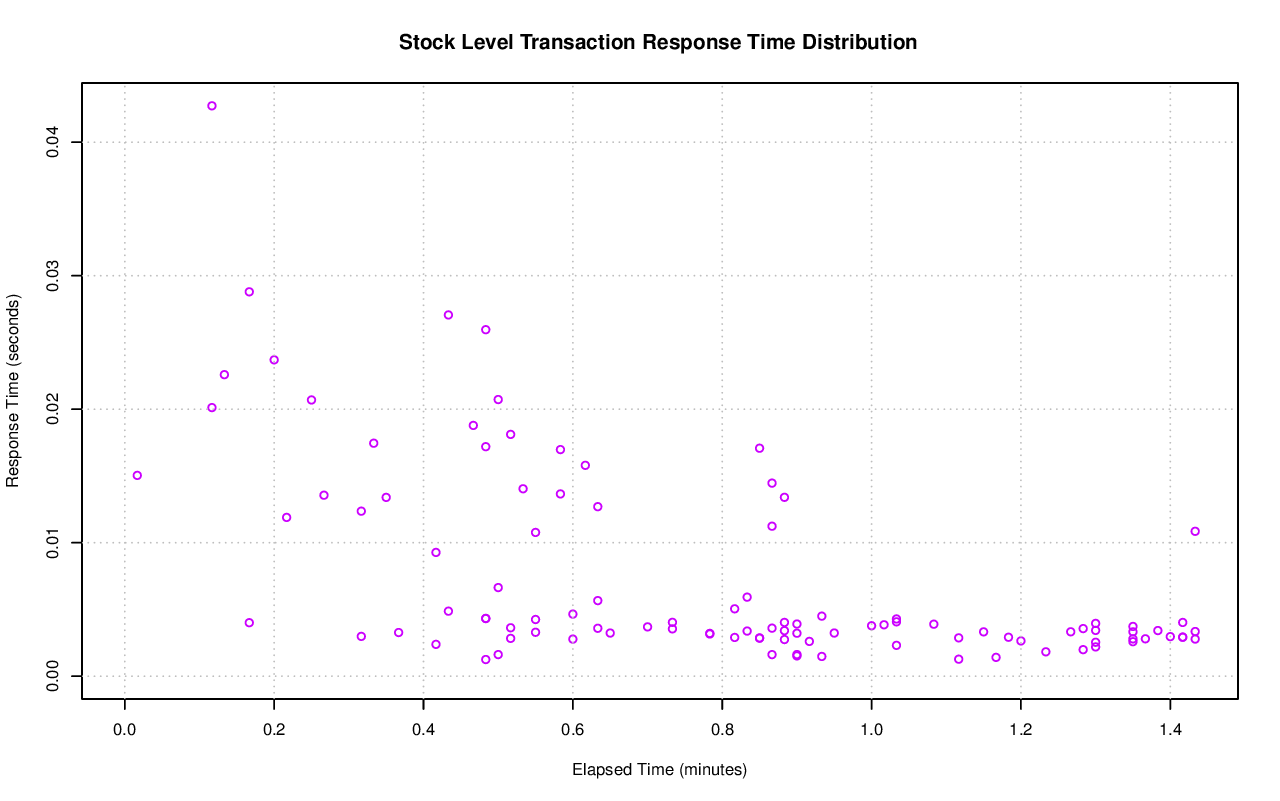 Stock Level Transaction Response Time Distribution
Response Time (seconds)
0.04
0.03
0.02
0.01
0.00
0.0 0.2 0.4 0.6 0.8 1.0 1.2 1.4
Elapsed Time (minutes)